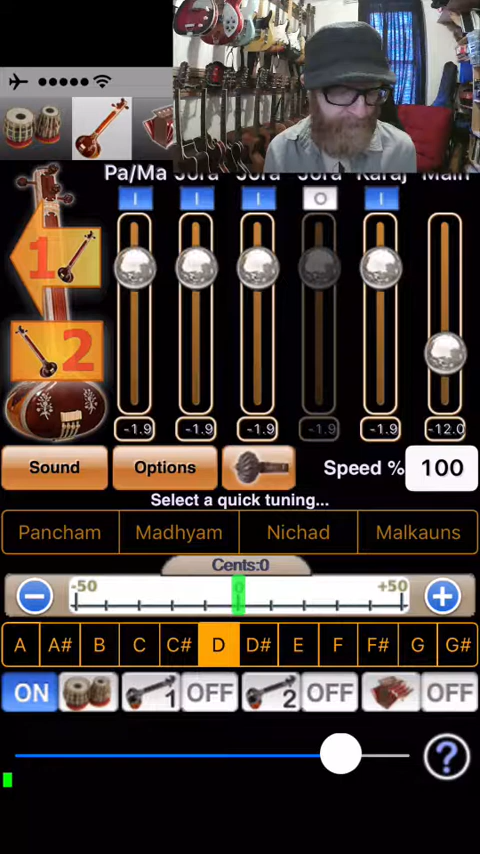 Pa/Ma Jora Jora Jora Karaj Main
I I I O I
1
2
-1.9 -1.9 -1.9 -1.9 -1.9 -12.0
Sound Options Speed % 100
Select a quick tuning...
Pancham Madhyam Nichad Malkauns
Cents:0
-50 0 +50
A A# B C C# D D# E F F# G G#
ON 1 OFF 2 OFF OFF
?